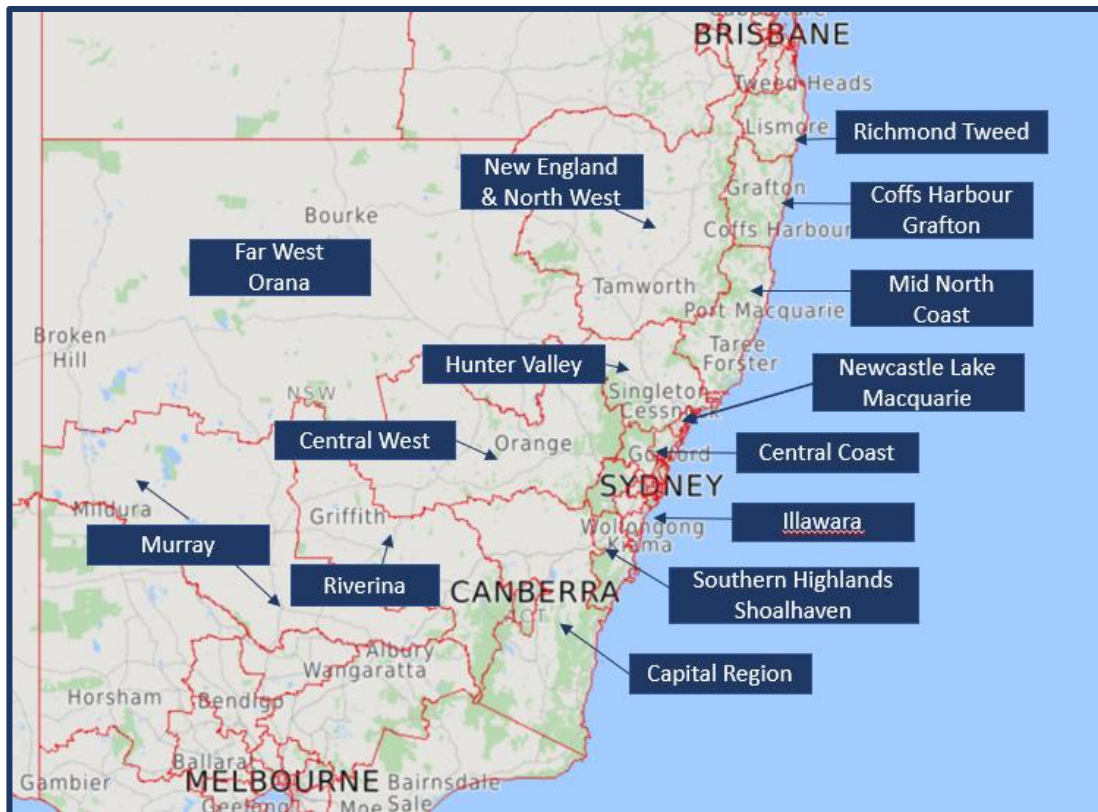 BRISBANE
Tweed Heads
Lismore
Richmond Tweed
New England
& North West
Grafton
Coffs Harbour
Grafton
Bourke
Coffs Harbour
Far West
Orana
Tamworth
Mid North
Coast
Port Macquarie
Broken
Hill
Taree
Forster
Hunter Valley
Newcastle Lake
Macquarie
NSW
Singleton
Cessnock
Central West
Orange
Gosford
Central Coast
SYDNEY
Mildura
Griffith
Illawara
Wollongong
Kiama
Murray
Riverina
CANBERRA
ACT
Southern Highlands
Shoalhaven
Albury
Wangaratta
Capital Region
Horsham
Bendigo
Ballarat
Gambier
MELBOURNE
Bairnsdale
Geelong
Moe
Sale